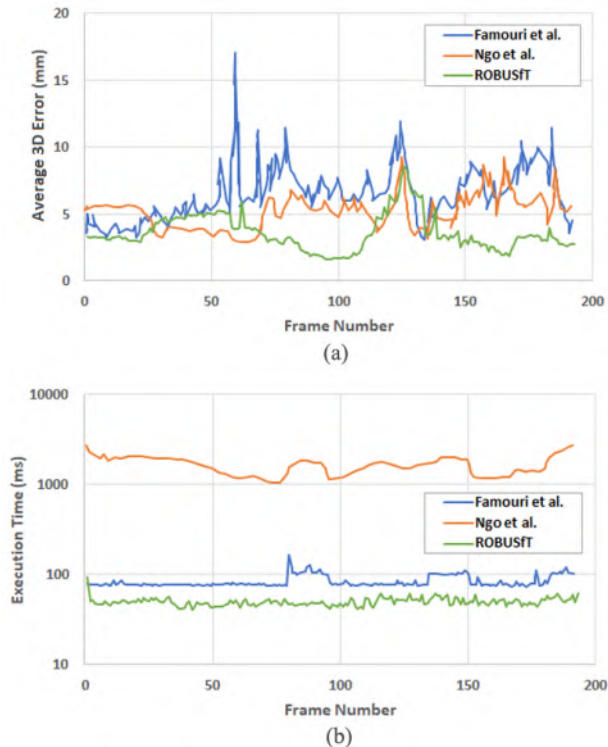 20
15
10
5
0
Average 3D Error (mm)
Famouri et al.
Ngo et al.
ROBUSfT
0 50 100 150 200
Frame Number
(a)
10000
1000
100
10
Execution Time (ms)
Famouri et al.
Ngo et al.
ROBUSfT
0 50 100 150 200
Frame Number
(b)